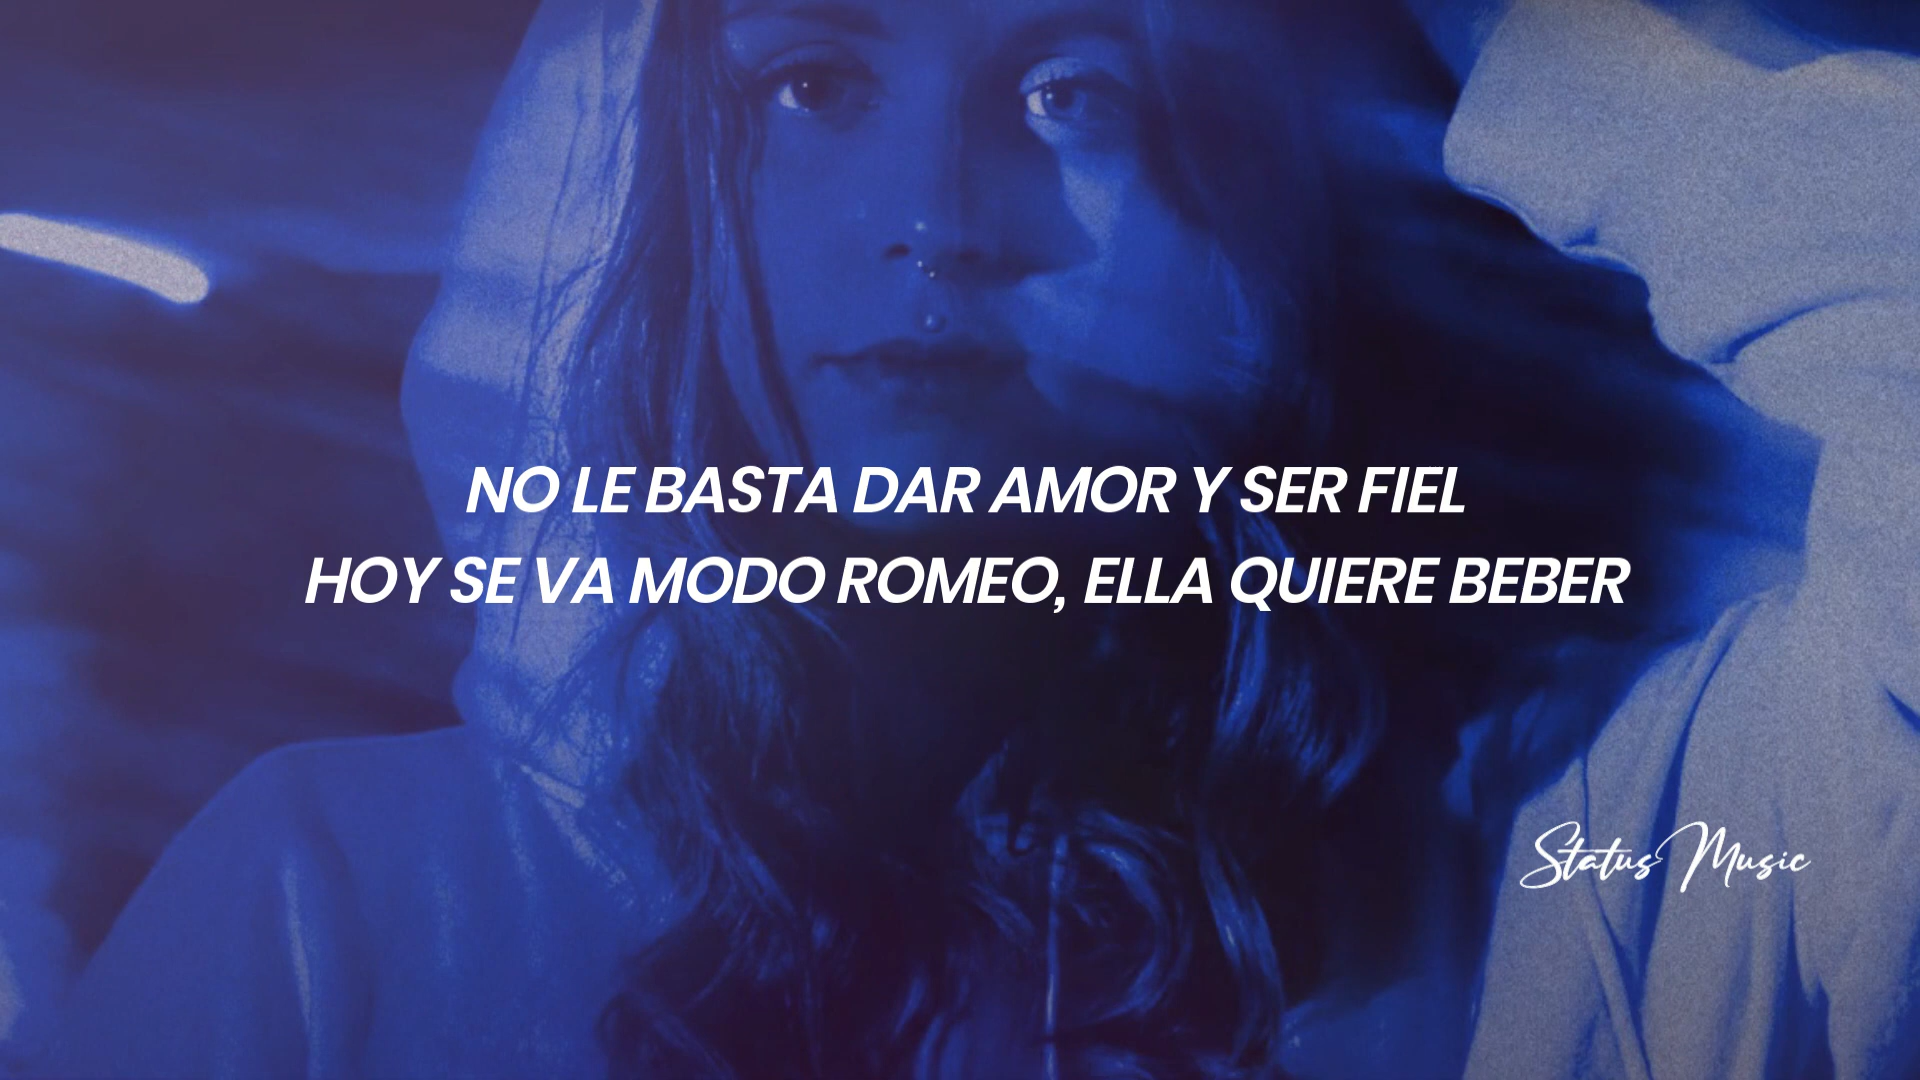 NO LE BASTA DAR AMOR Y SER FIEL
HOY SE VA MODO ROMEO, ELLA QUIERE BEBER
Status Music